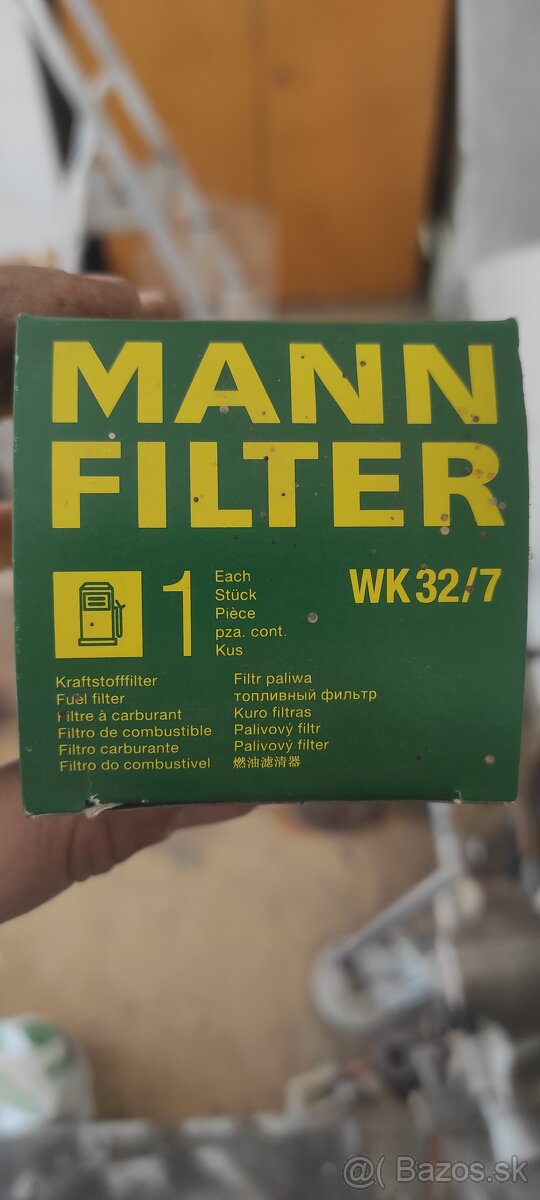 MANN
FILTER
1
Each
Stück
Pièce
pza. cont.
Kus
WK 32/7
Kraftstofffilter
Fuel filter
Filtre à carburant
Filtro de combustible
Filtro carburante
Filtro do combustível
Filtr paliwa
топливный фильтр
Kuro filtras
Palivový filtr
Palivový filter
燃油滤清器
Bazos.sk